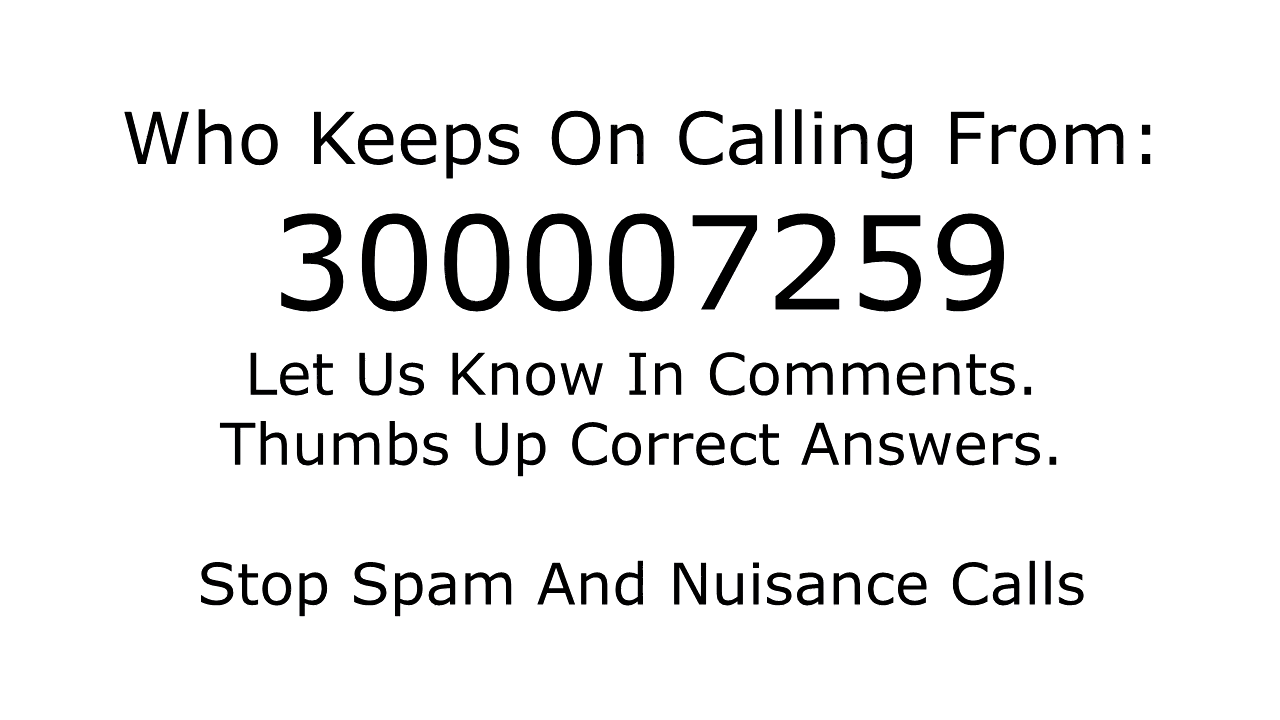 Who Keeps On Calling From:
300007259
Let Us Know In Comments.
Thumbs Up Correct Answers.
Stop Spam And Nuisance Calls